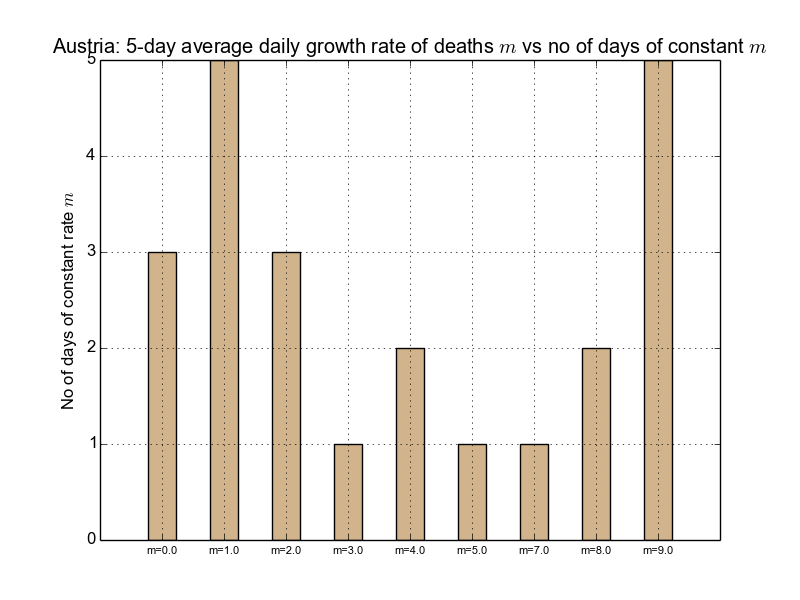 Austria: 5-day average daily growth rate of deaths m vs no of days of constant m
No of days of constant rate m
5
4
3
2
1
0
m=0.0 m=1.0 m=2.0 m=3.0 m=4.0 m=5.0 m=7.0 m=8.0 m=9.0